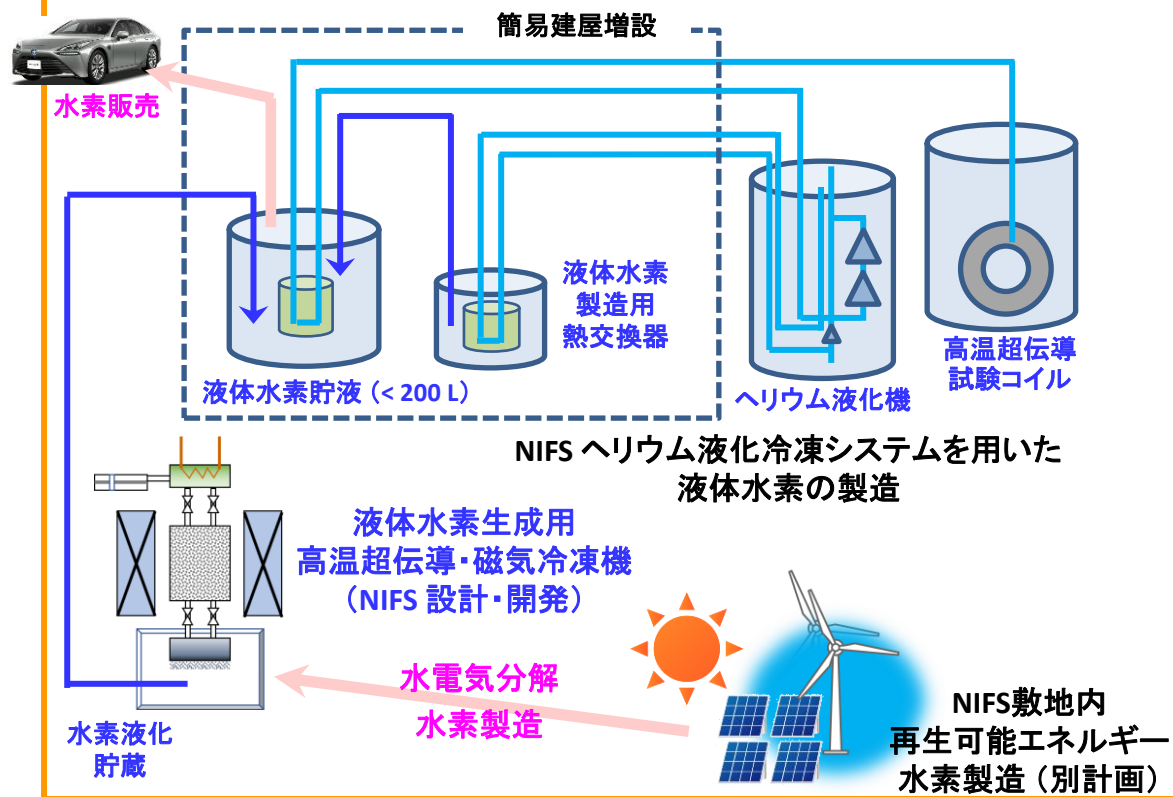 簡易建屋増設
水素販売
液体水素
製造用
熱交換器
液体水素貯液（< 200 L）
ヘリウム液化機
高温超伝導
試験コイル
NIFS ヘリウム液化冷凍システムを用いた
液体水素の製造
液体水素生成用
高温超伝導・磁気冷凍機
（NIFS 設計・開発）
水電気分解
水素製造
水素液化
貯蔵
NIFS敷地内
再生可能エネルギー
水素製造（別計画）